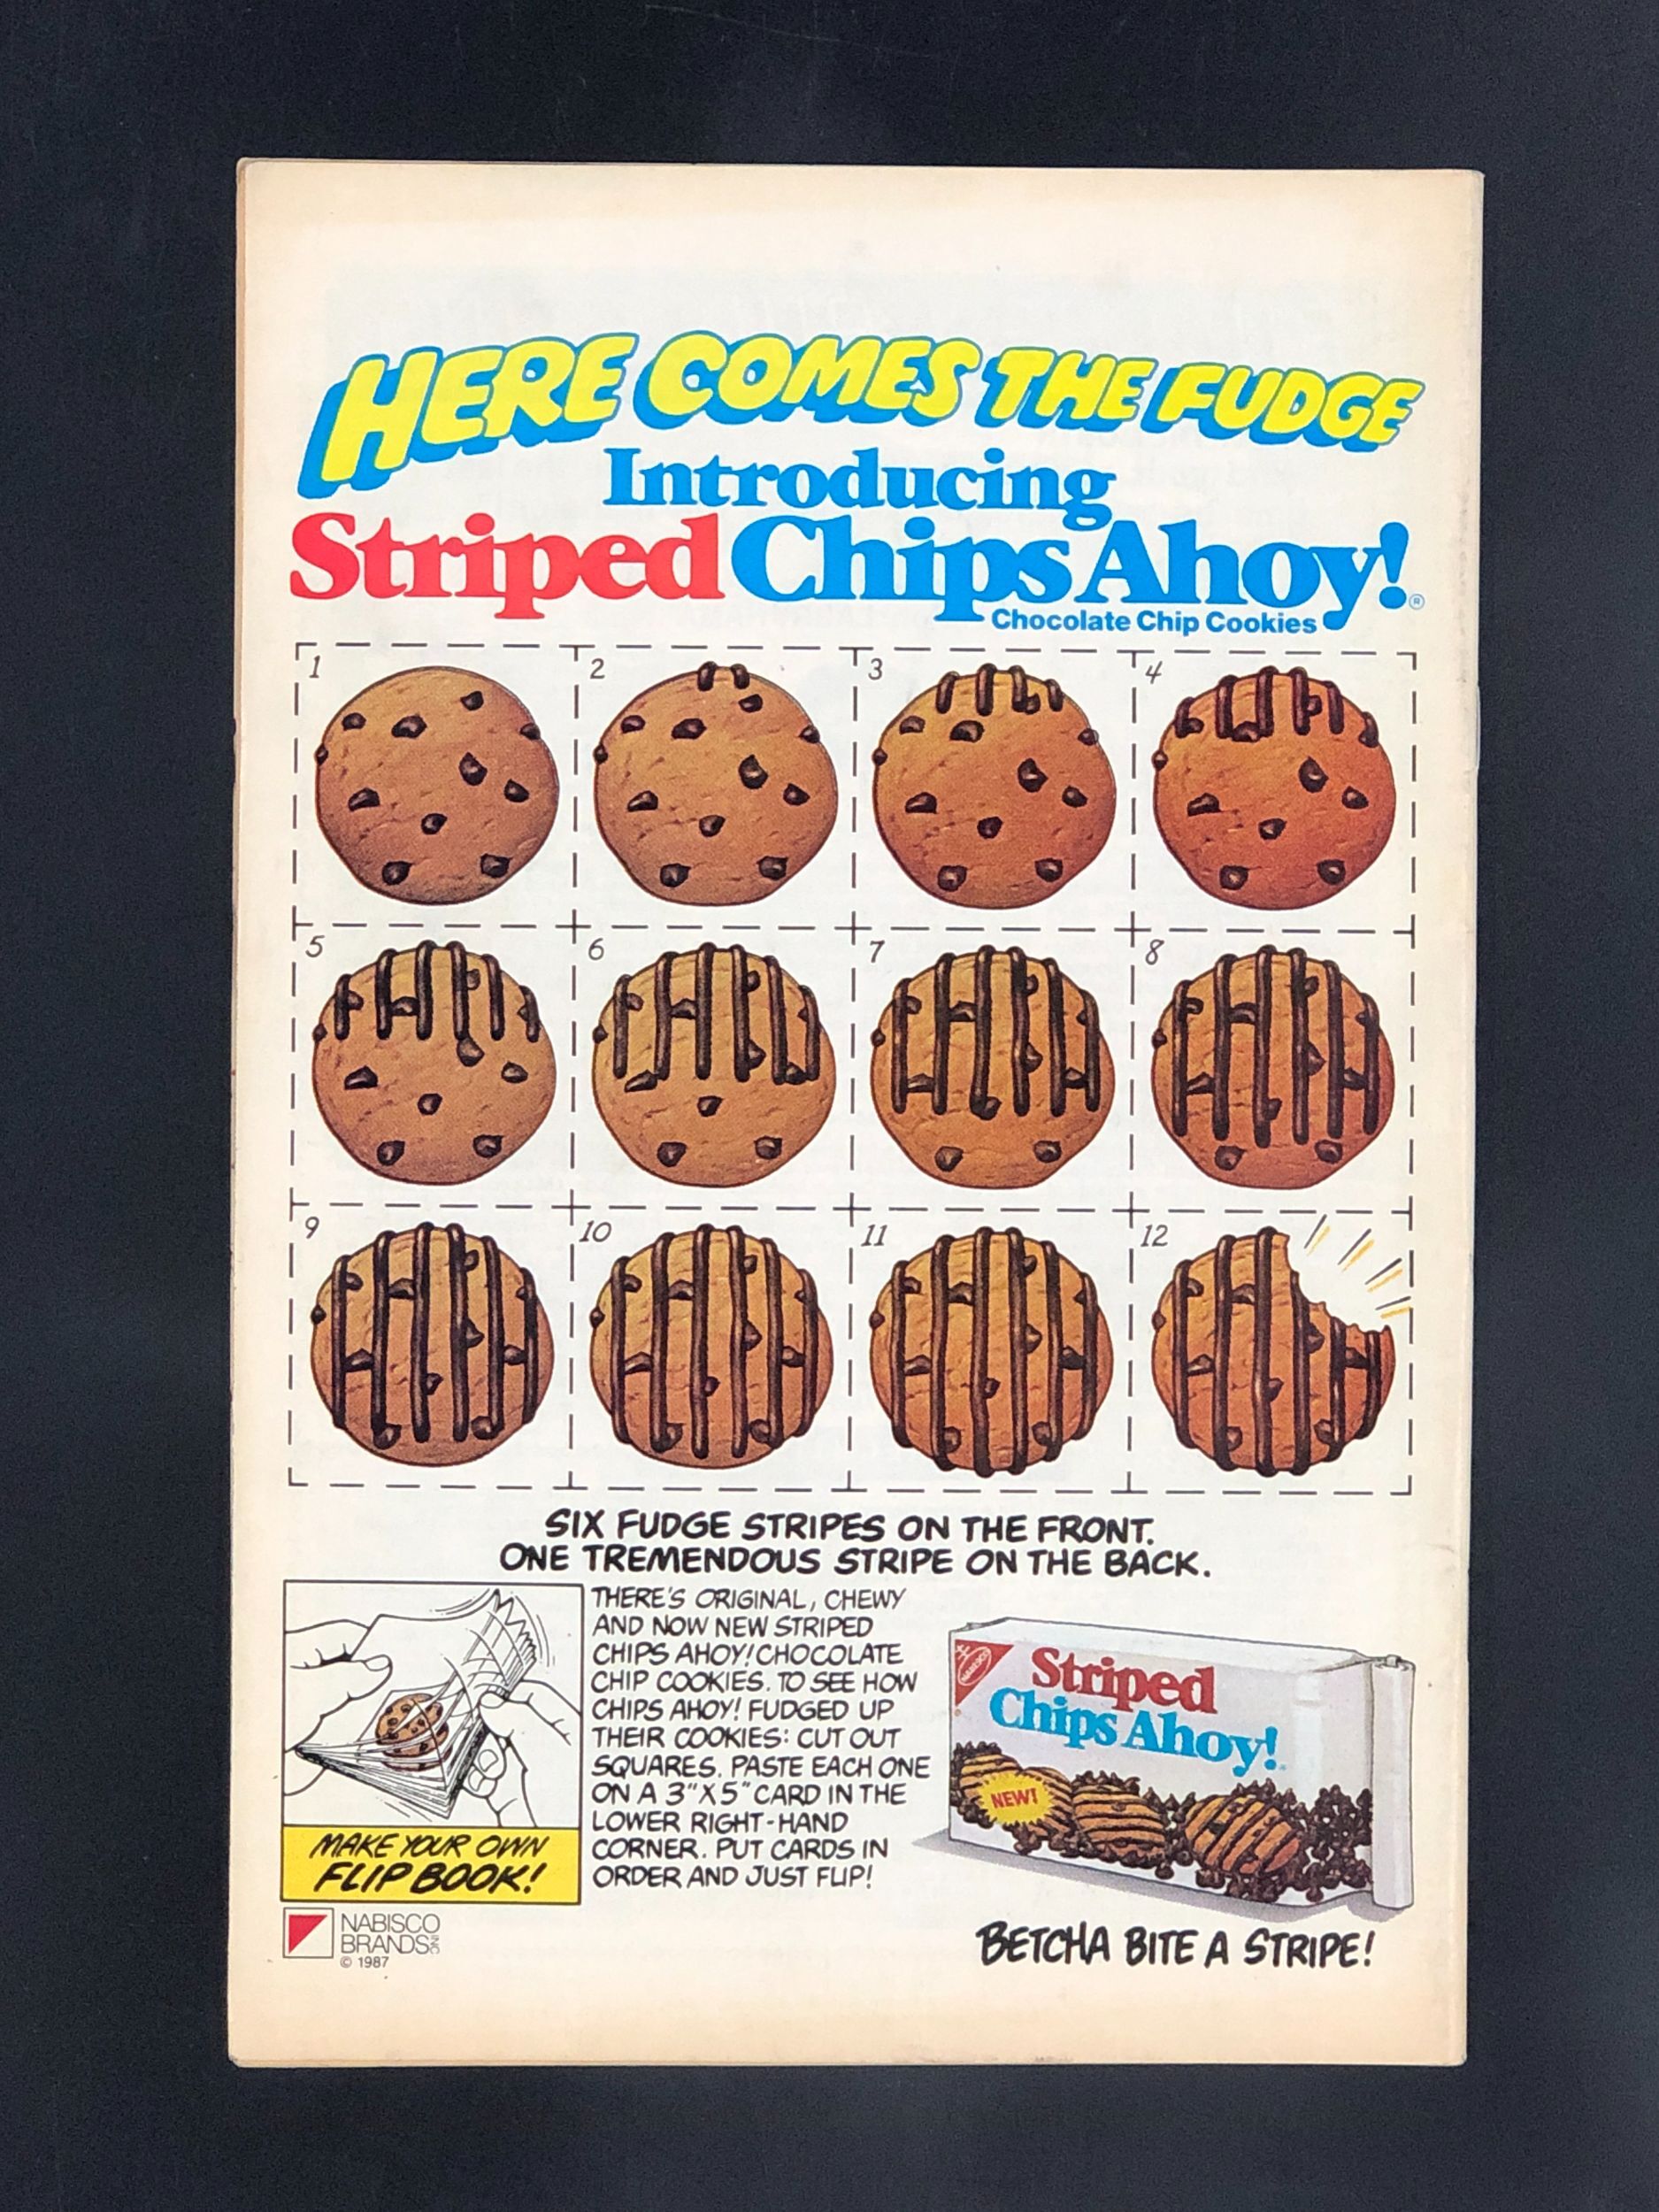 HERE COMES THE FUDGE
Introducing
Striped Chips Ahoy!®
Chocolate Chip Cookies
1
2
3
4
5
6
7
8
9
10
11
12
SIX FUDGE STRIPES ON THE FRONT.
ONE TREMENDOUS STRIPE ON THE BACK.
THERE'S ORIGINAL, CHEWY
AND NOW NEW STRIPED
CHIPS AHOY! CHOCOLATE
CHIP COOKIES. TO SEE HOW
CHIPS AHOY! FUDGED UP
THEIR COOKIES: CUT OUT
SQUARES. PASTE EACH ONE
ON A 3"X5" CARD IN THE
LOWER RIGHT-HAND
CORNER. PUT CARDS IN
ORDER AND JUST FLIP!
MAKE YOUR OWN
FLIP BOOK!
NABISCO
Striped
Chips Ahoy!
NEW!
NABISCO
BRANDS INC
© 1987
BETCHA BITE A STRIPE!